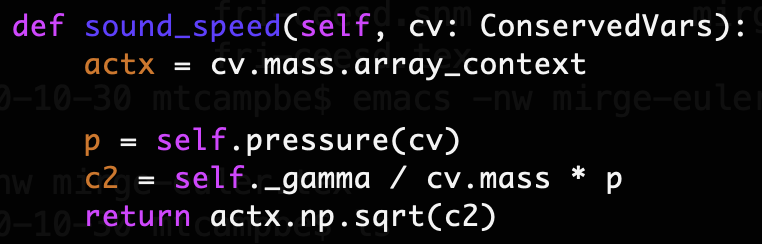 def sound_speed(self, cv: ConservedVars):
    actx = cv.mass.array_context

    p = self.pressure(cv)
    c2 = self._gamma / cv.mass * p
    return actx.np.sqrt(c2)